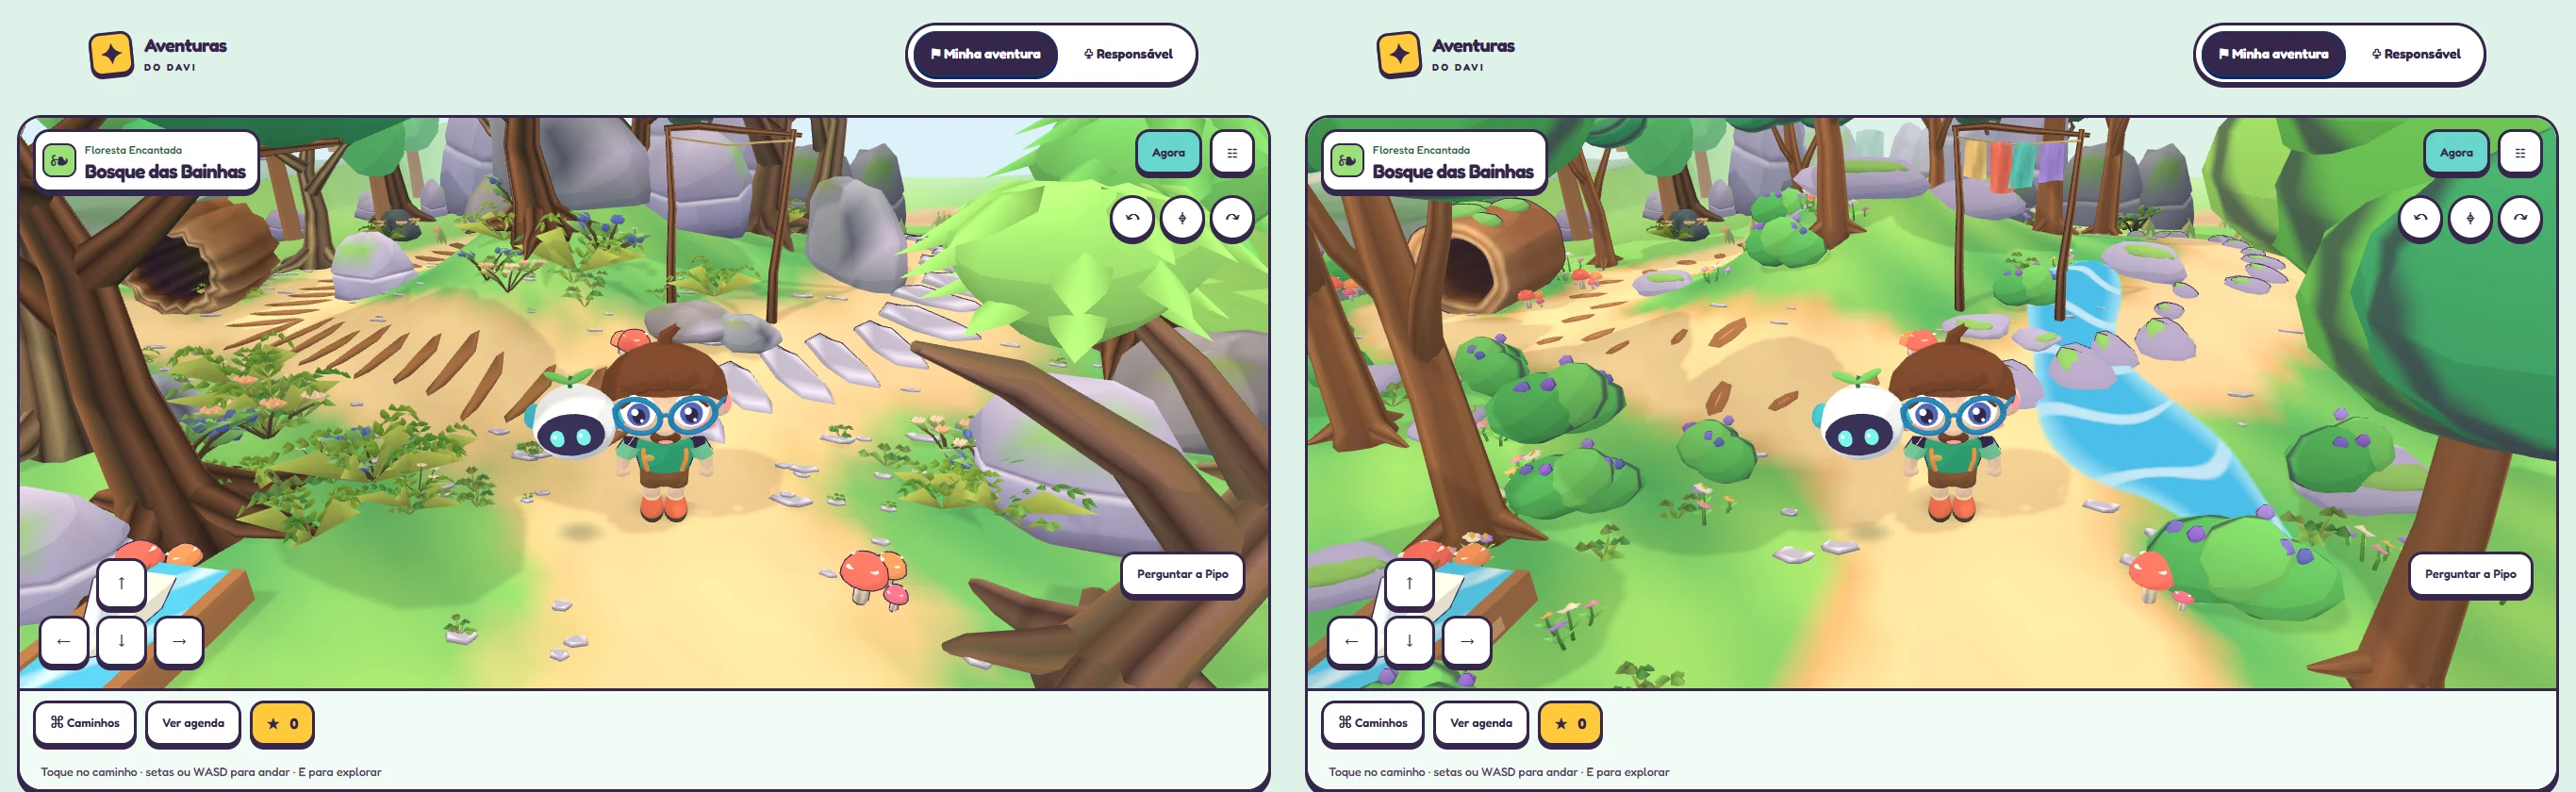 Aventuras
DO DAVI
Minha aventura
Responsável
Floresta Encantada
Bosque das Bainhas
Agora
Perguntar a Pipo
Caminhos
Ver agenda
★ 0
Toque no caminho · setas ou WASD para andar · E para explorar
Aventuras
DO DAVI
Minha aventura
Responsável
Floresta Encantada
Bosque das Bainhas
Agora
Perguntar a Pipo
Caminhos
Ver agenda
★ 0
Toque no caminho · setas ou WASD para andar · E para explorar